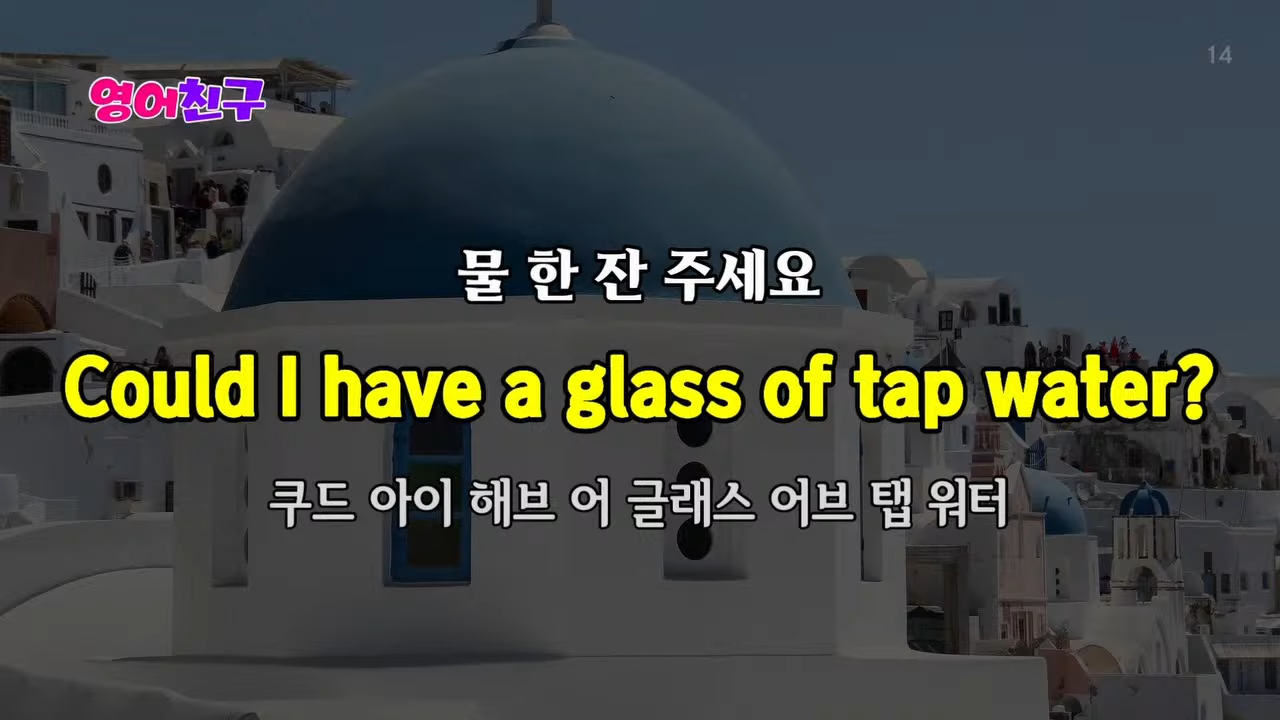 14
영어친구
물 한 잔 주세요
Could I have a glass of tap water?
쿠드 아이 해브 어 글래스 어브 탭 워터